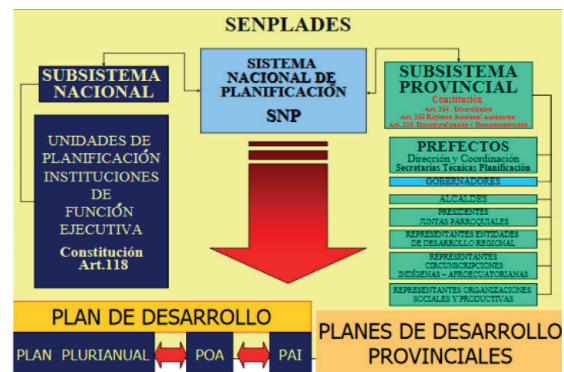 SENPLADES
SUBSISTEMA
NACIONAL
SISTEMA
NACIONAL DE
PLANIFICACIÓN
SNP
SUBSISTEMA
PROVINCIAL
Constitución
Diversidades
UNIDADES DE
PLANIFICACIÓN
INSTITUCIONES
DE
FUNCIÓN
EJECUTIVA
Constitución
Art.118
PREFECTOS
Dirección y Coordinación
Secretarías Técnicas Planificación
GOBERNADORES
ALCALDES
PRESIDENTES
JUNTAS PARROQUIALES
REPRESENTANTES ENTIDADES
DE DESARROLLO REGIONAL
REPRESENTANTES
CIRCUNSCRIPCIONES
INDÍGENAS – AFROECUATORIANAS
REPRESENTANTES ORGANIZACIONES
SOCIALES Y PRODUCTIVAS
PLAN DE DESARROLLO
PLAN PLURIANUAL
POA
PAI
PLANES DE DESARROLLO
PROVINCIALES